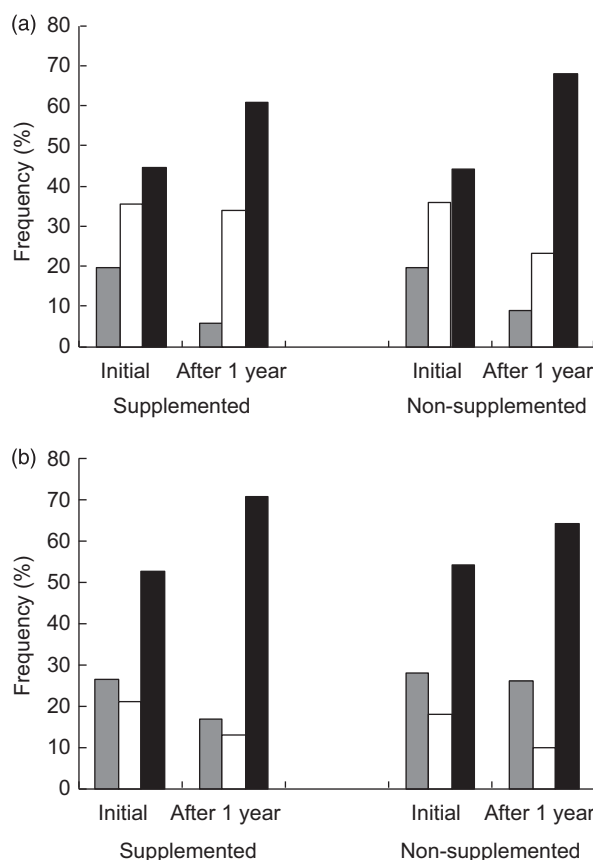 (a)
80
70
60
50
40
30
20
10
0
Frequency (%)
Initial After 1 year Initial After 1 year
Supplemented Non-supplemented
(b)
80
70
60
50
40
30
20
10
0
Frequency (%)
Initial After 1 year Initial After 1 year
Supplemented Non-supplemented